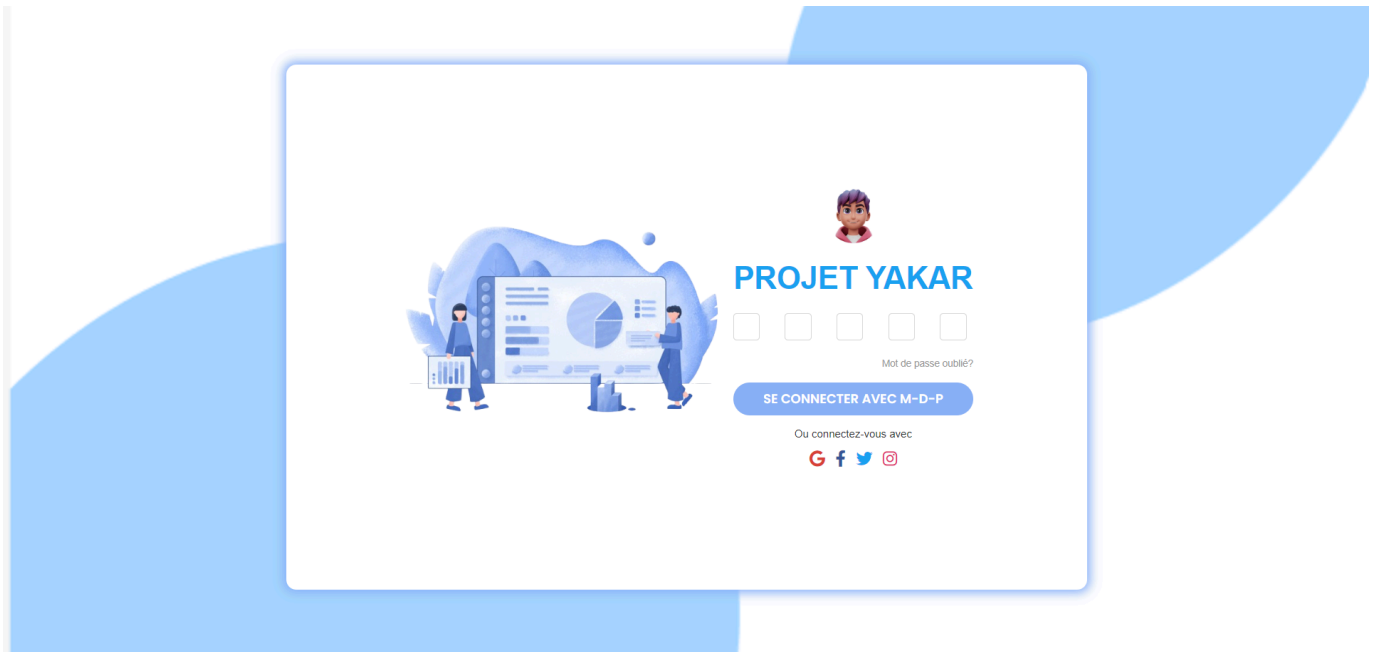 PROJET YAKAR
Mot de passe oublié?
SE CONNECTER AVEC M-D-P
Ou connectez-vous avec